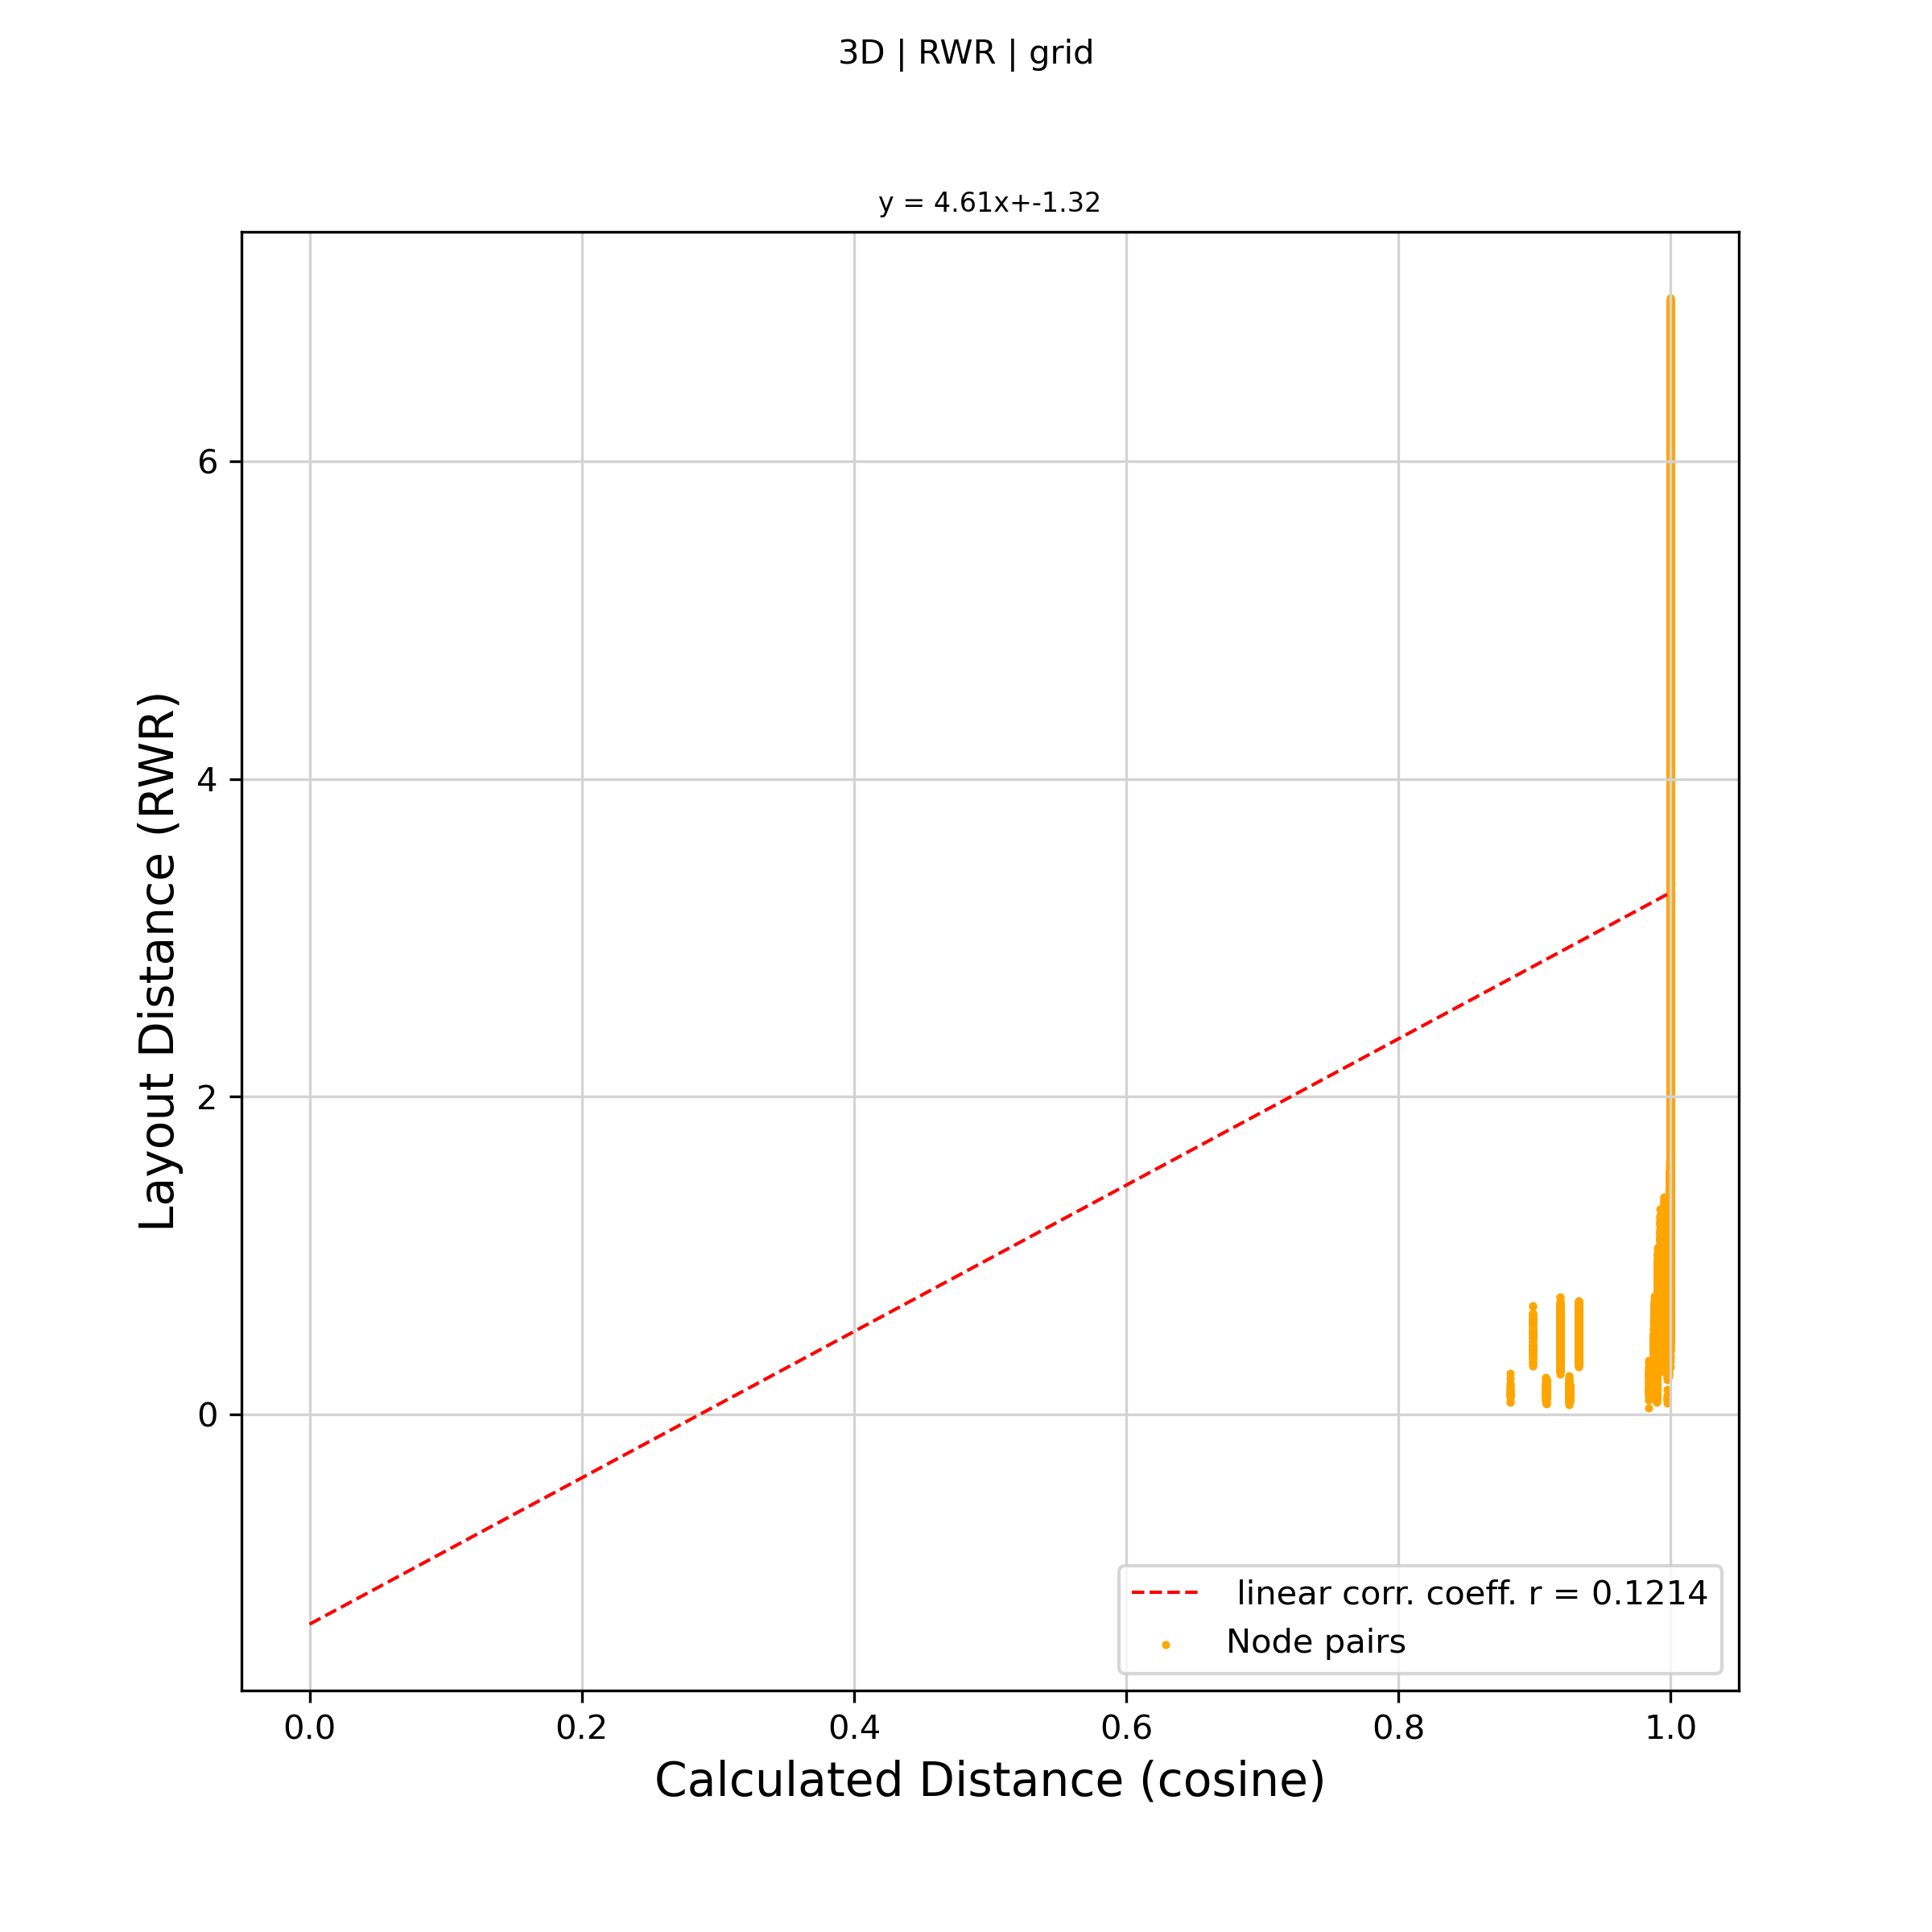 3D | RWR | grid
y = 4.61x+-1.32
Layout Distance (RWR)
6
4
2
0
linear corr. coeff. r = 0.1214
Node pairs
0.0 0.2 0.4 0.6 0.8 1.0
Calculated Distance (cosine)